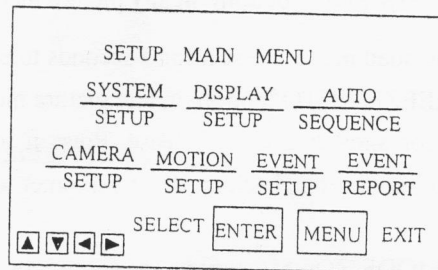 SETUP MAIN MENU
SYSTEM DISPLAY AUTO
SETUP SETUP SEQUENCE
CAMERA MOTION EVENT EVENT
SETUP SETUP SETUP REPORT
SELECT ENTER MENU EXIT